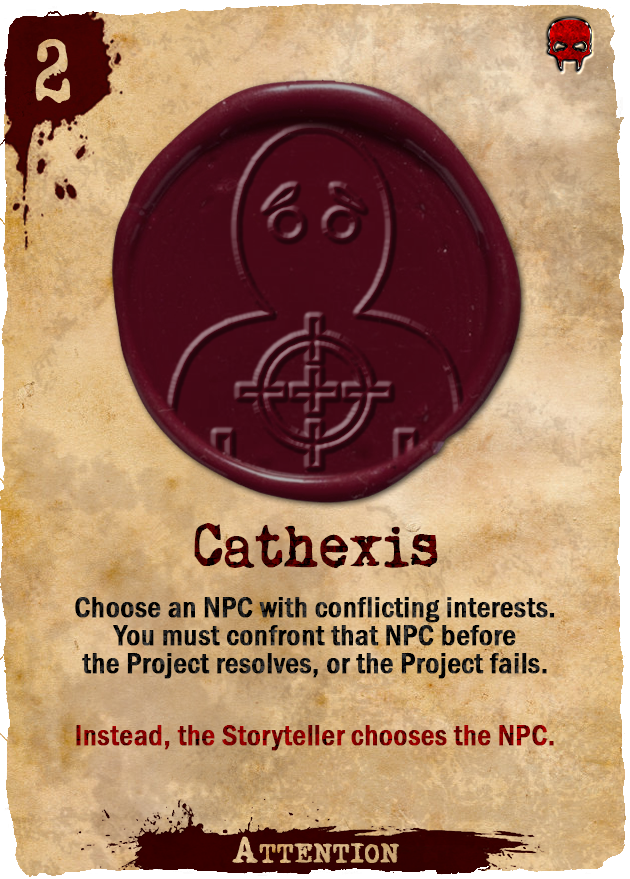 2
Cathexis
Choose an NPC with conflicting interests.
You must confront that NPC before
the Project resolves, or the Project fails.
Instead, the Storyteller chooses the NPC.
ATTENTION